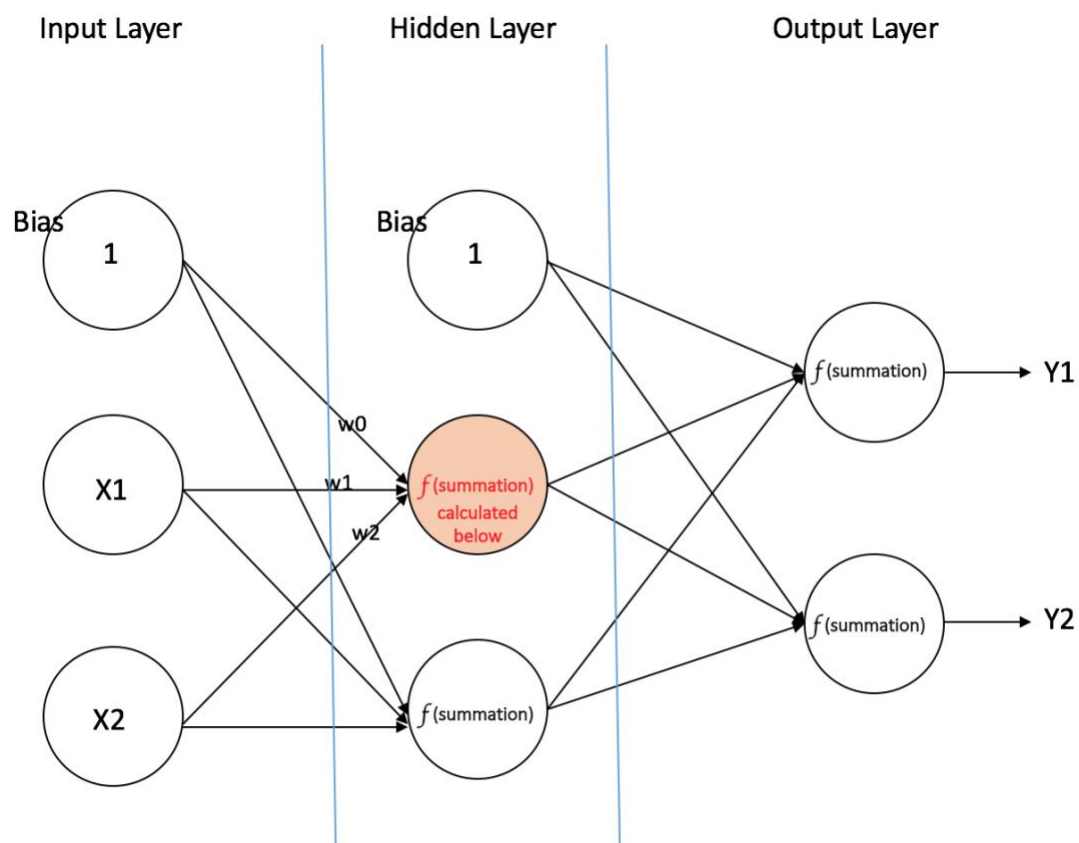 Input Layer
Hidden Layer
Output Layer
Bias
1
Bias
1
f(summation)
Y1
w0
X1
w1
f(summation)
calculated
below
w2
f(summation)
Y2
X2
f(summation)